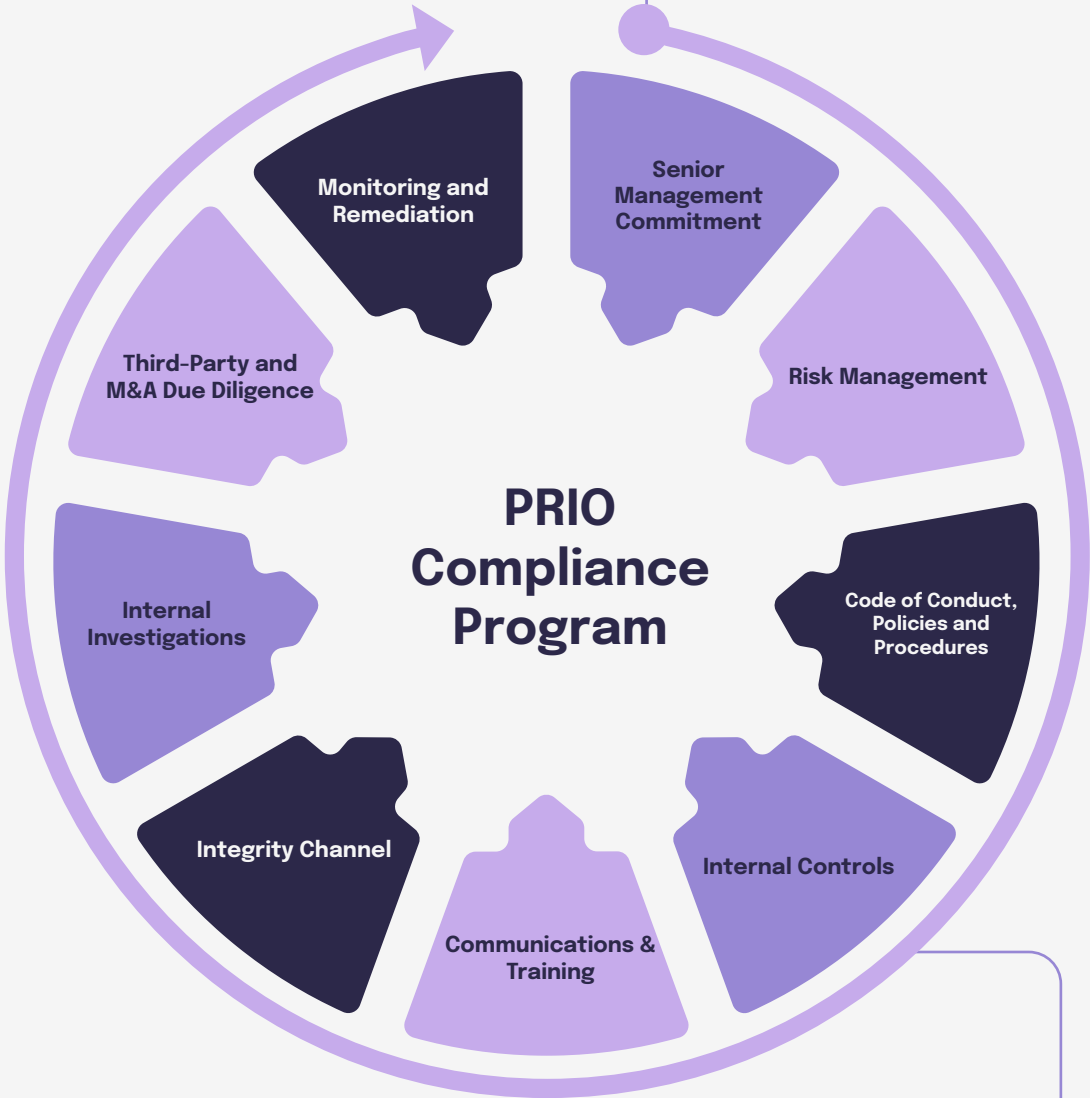 Senior
Management
Commitment
Risk Management
Code of Conduct,
Policies and
Procedures
Internal Controls
Communications &
Training
Integrity Channel
Internal
Investigations
Third-Party and
M&A Due Diligence
Monitoring and
Remediation
PRIO
Compliance
Program